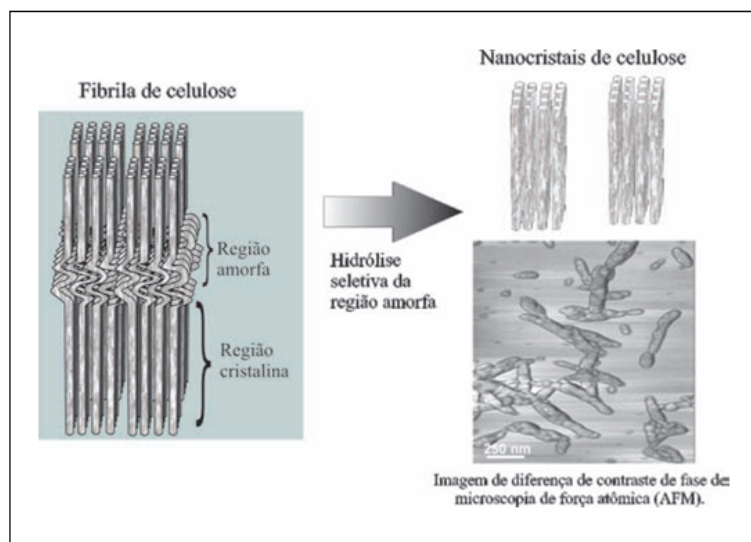 Fibrila de celulose
Região
amorfa
Região
cristalina
Hidrólise
seletiva da
região amorfa
Nanocristais de celulose
250 nm
Imagem de diferença de contraste de fase de
microscopia de força atômica (AFM).